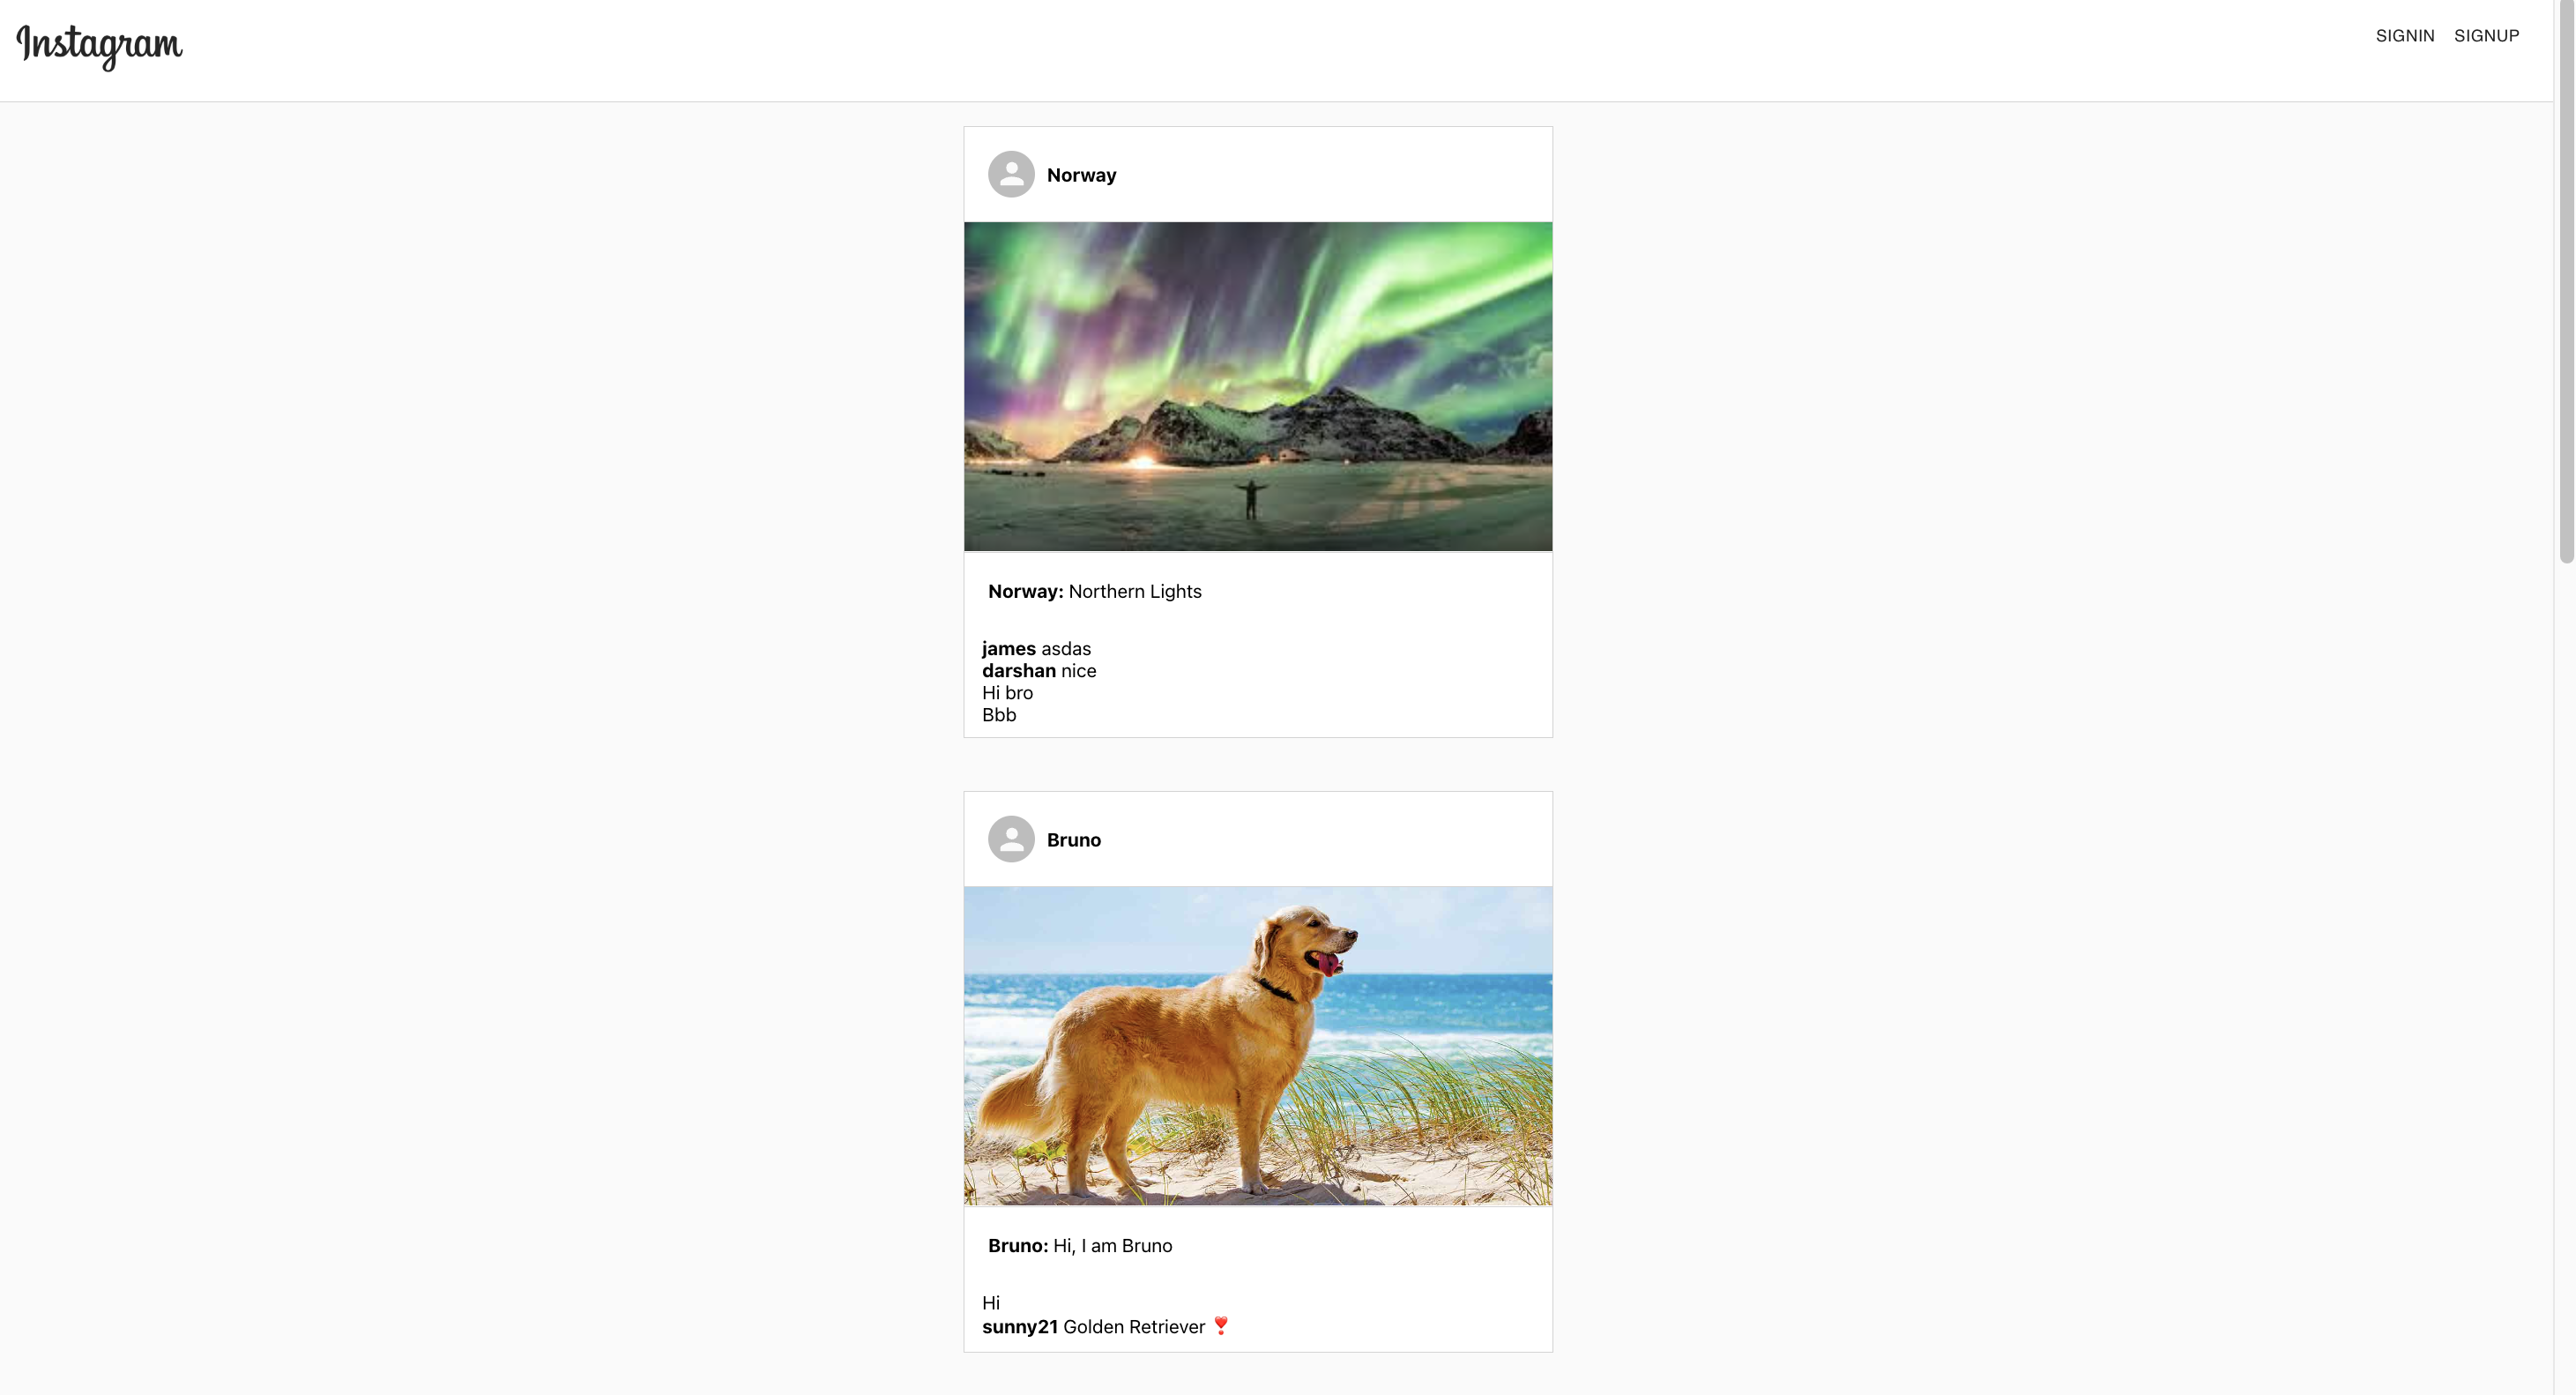 Instagram
SIGNIN SIGNUP
Norway
Norway: Northern Lights
james asdas
darshan nice
Hi bro
Bbb
Bruno
Bruno: Hi, I am Bruno
Hi
sunny21 Golden Retriever ❣️